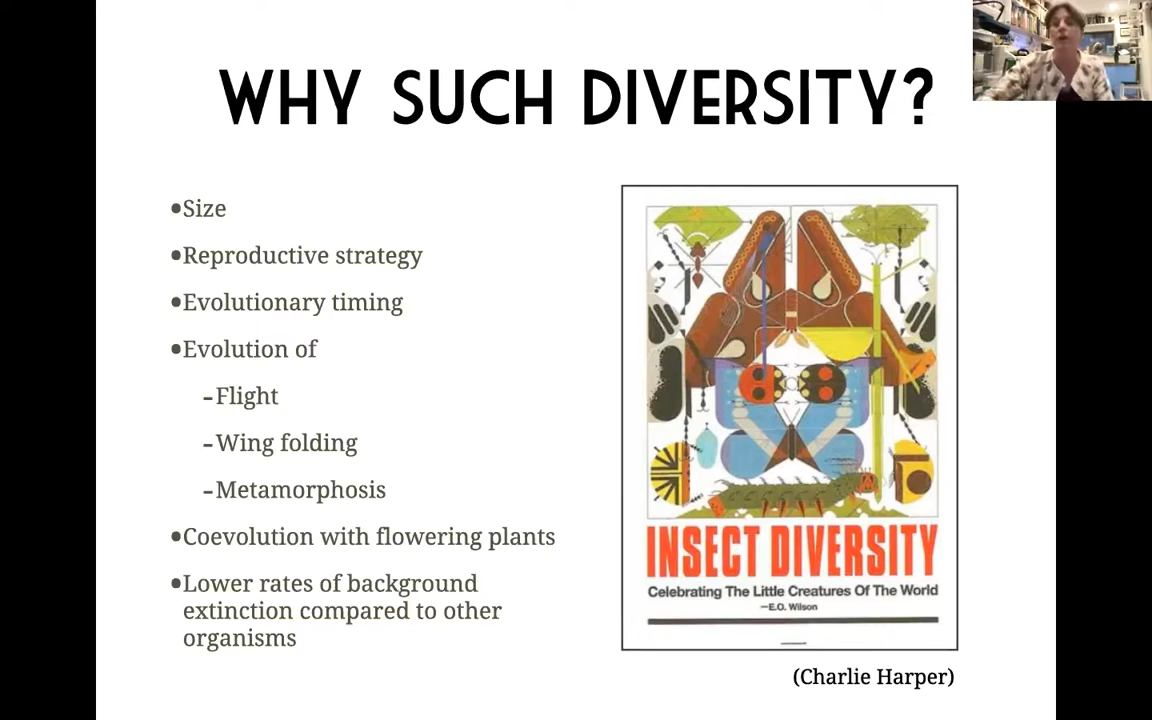 WHY SUCH DIVERSITY?
•Size
•Reproductive strategy
•Evolutionary timing
•Evolution of
-Flight
-Wing folding
-Metamorphosis
•Coevolution with flowering plants
•Lower rates of background
extinction compared to other
organisms
INSECT DIVERSITY
Celebrating The Little Creatures Of The World
—E.O. Wilson
(Charlie Harper)